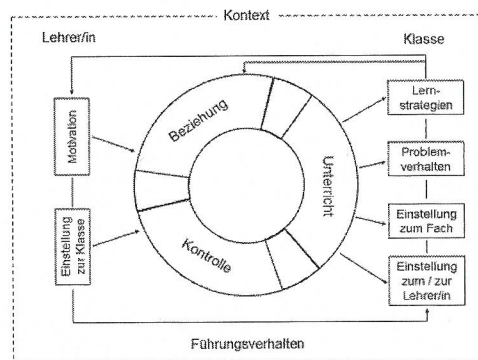 Kontext
Lehrer/in
Klasse
Motivation
Einstellung
zur Klasse
Beziehung
Unterricht
Kontrolle
Lern-
strategien
Problem-
verhalten
Einstellung
zum Fach
Einstellung
zum / zur
Lehrer/in
Führungsverhalten